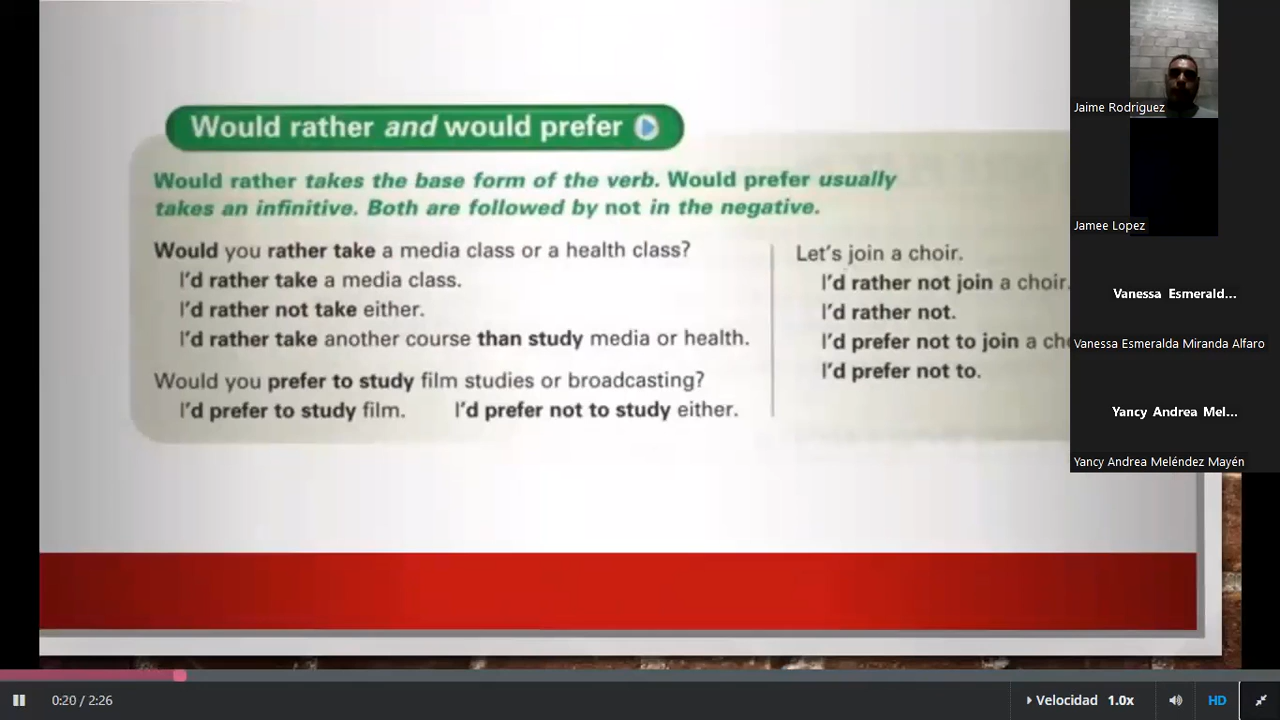 Would rather and would prefer
Would rather takes the base form of the verb. Would prefer usually
takes an infinitive. Both are followed by not in the negative.
Would you rather take a media class or a health class?
I'd rather take a media class.
I'd rather not take either.
I'd rather take another course than study media or health.
Would you prefer to study film studies or broadcasting?
I'd prefer to study film.
I'd prefer not to study either.
Let's join a choir.
I'd rather not join a choir.
I'd rather not.
I'd prefer not to join a
I'd prefer not to.
Jaime Rodriguez
Jamee Lopez
Vanessa Esmerald...
Vanessa Esmeralda Miranda Alfaro
Yancy Andrea Mel...
Yancy Andrea Meléndez Mayén
0:20 / 2:26
Velocidad 1.0x
HD